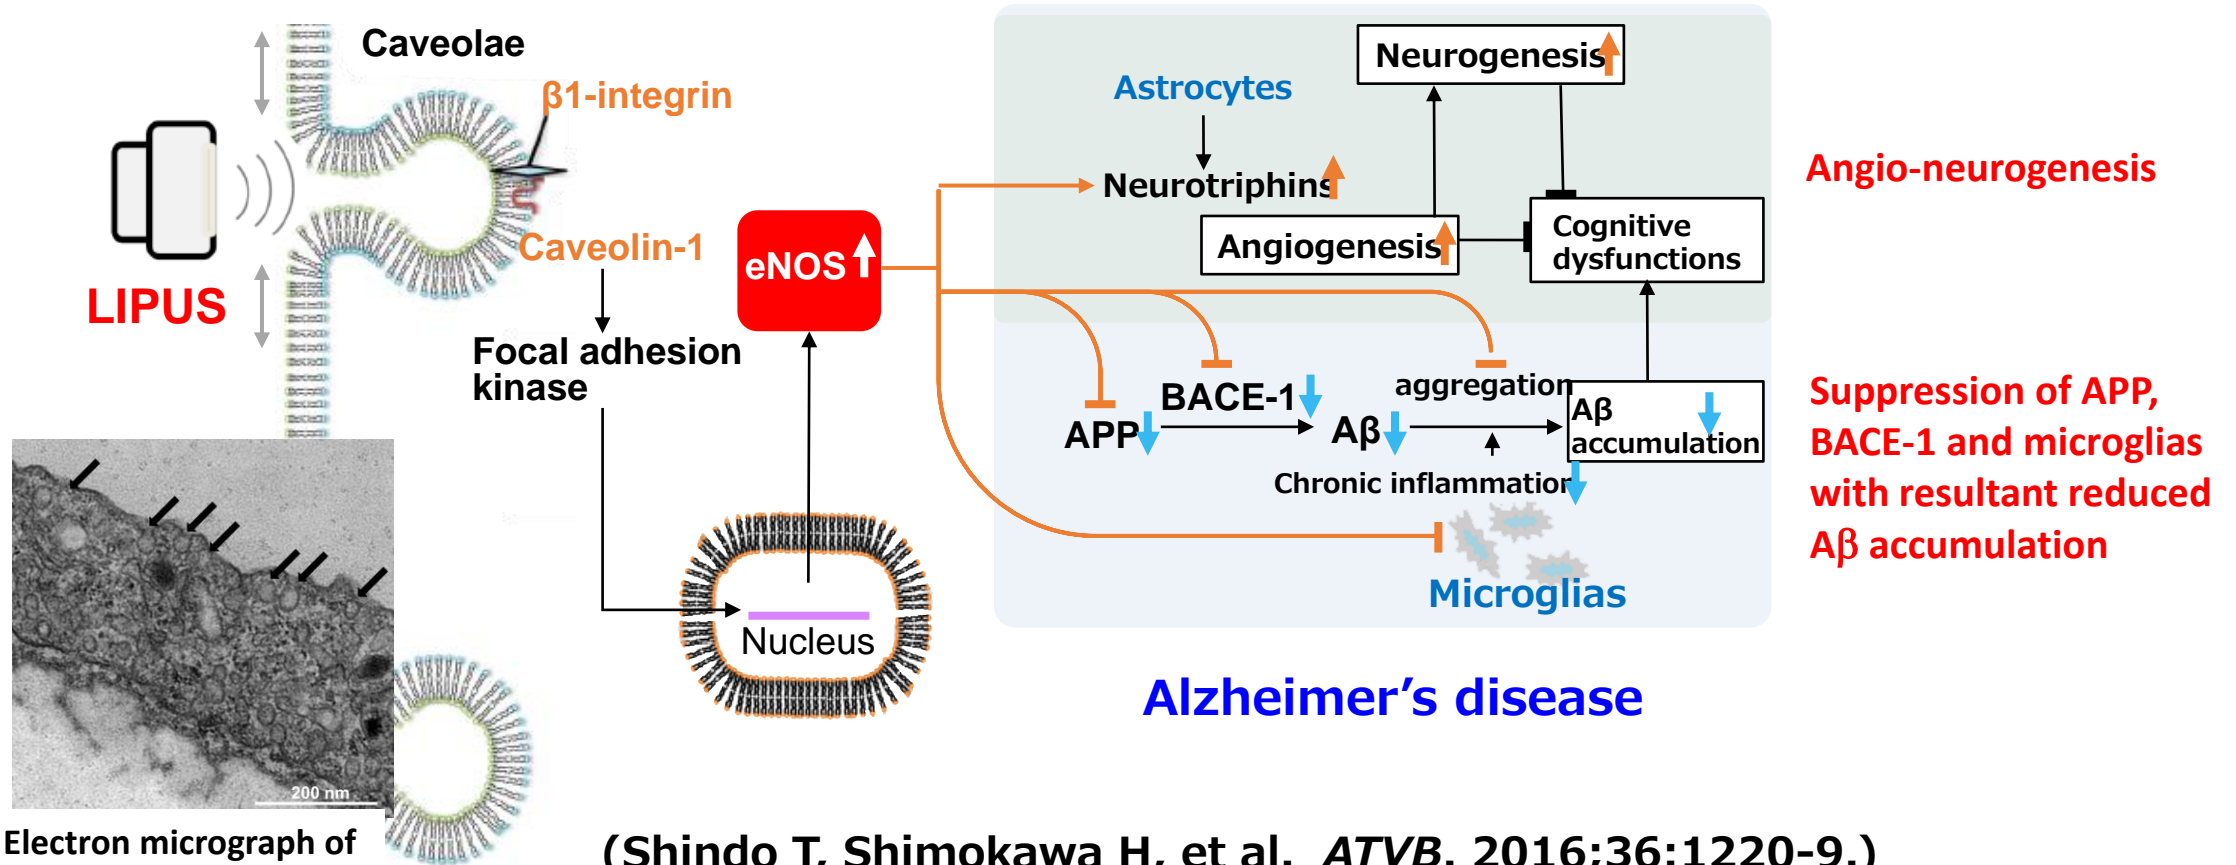 Caveolae
β1-integrin
LIPUS
Caveolin-1
Focal adhesion
kinase
eNOS
Nucleus
Astrocytes
Neurotriphins
Neurogenesis
Angiogenesis
Cognitive
dysfunctions
BACE-1
APP
Aβ
aggregation
Aβ
accumulation
Chronic inflammation
Microglias
Angio-neurogenesis
Suppression of APP,
BACE-1 and microglias
with resultant reduced
Aβ accumulation
Alzheimer’s disease
200 nm
Electron micrograph of
(Shindo T, Shimokawa H, et al. ATVB. 2016;36:1220-9.)